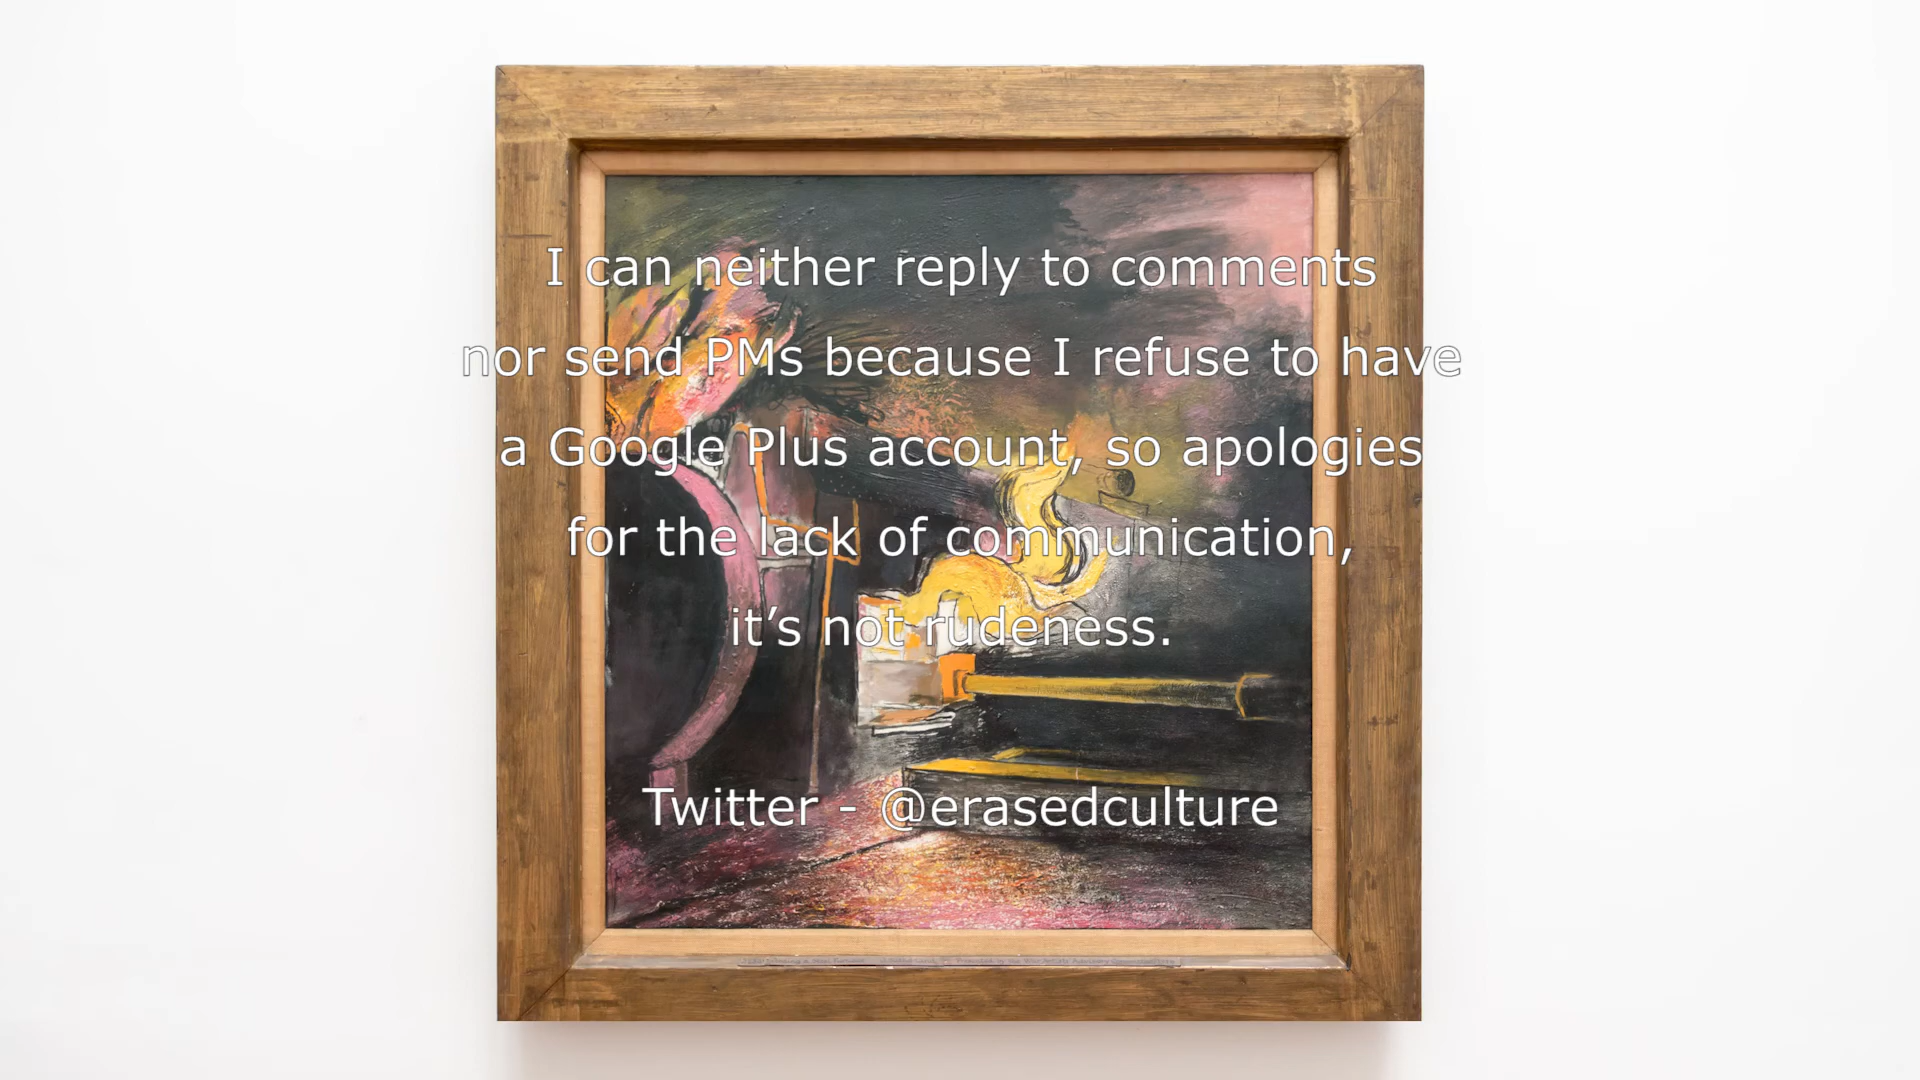 I can neither reply to comments
nor send PMs because I refuse to have
a Google Plus account, so apologies
for the lack of communication,
it’s not rudeness.
Twitter - @erasedculture